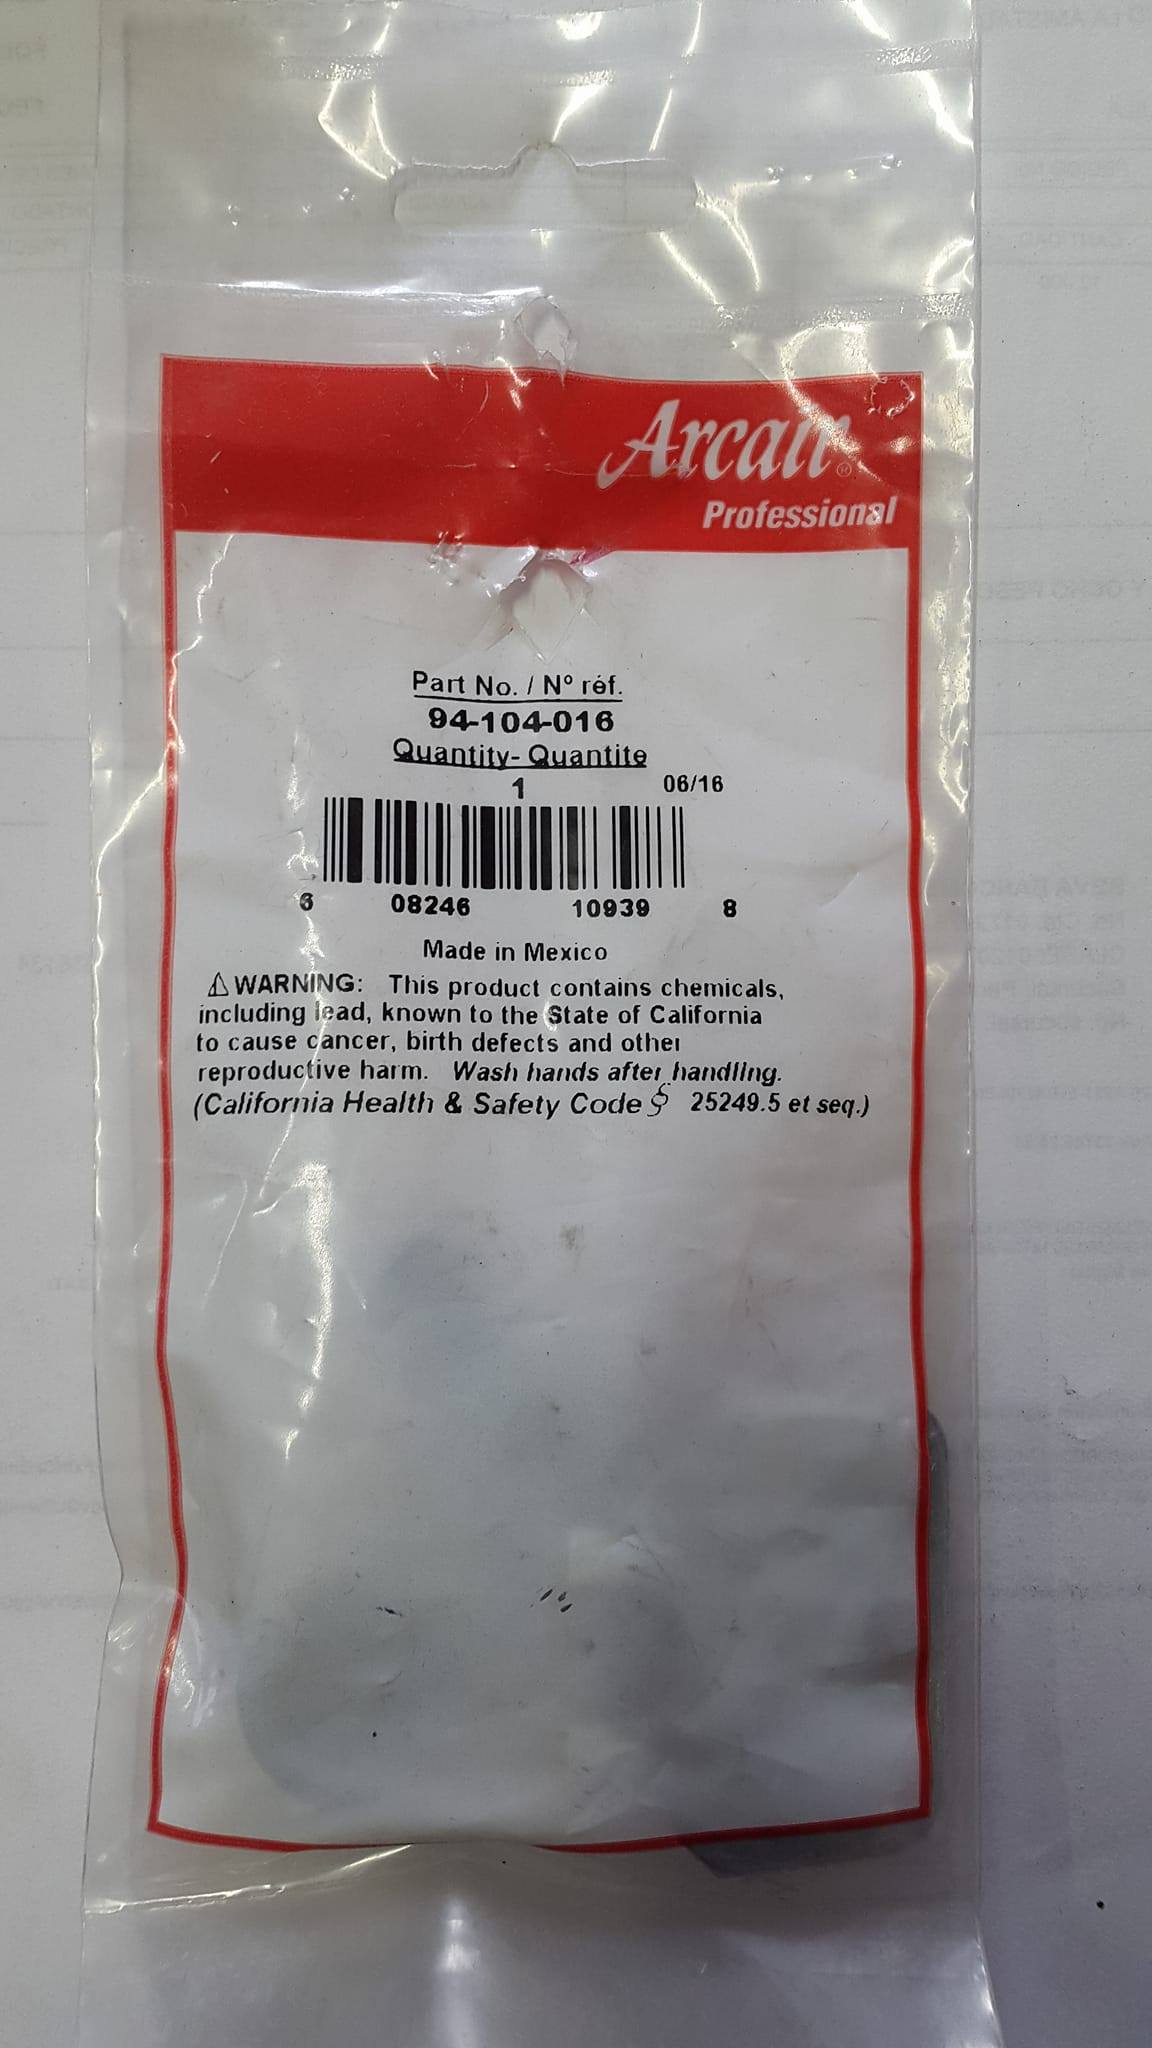 Arcair®
Professional
Part No. / Nº réf.
94-104-016
Quantity- Quantite
1 06/16
6 08246 10939 8
Made in Mexico
⚠ WARNING: This product contains chemicals,
including lead, known to the State of California
to cause cancer, birth defects and other
reproductive harm. Wash hands after handling.
(California Health & Safety Code § 25249.5 et seq.)